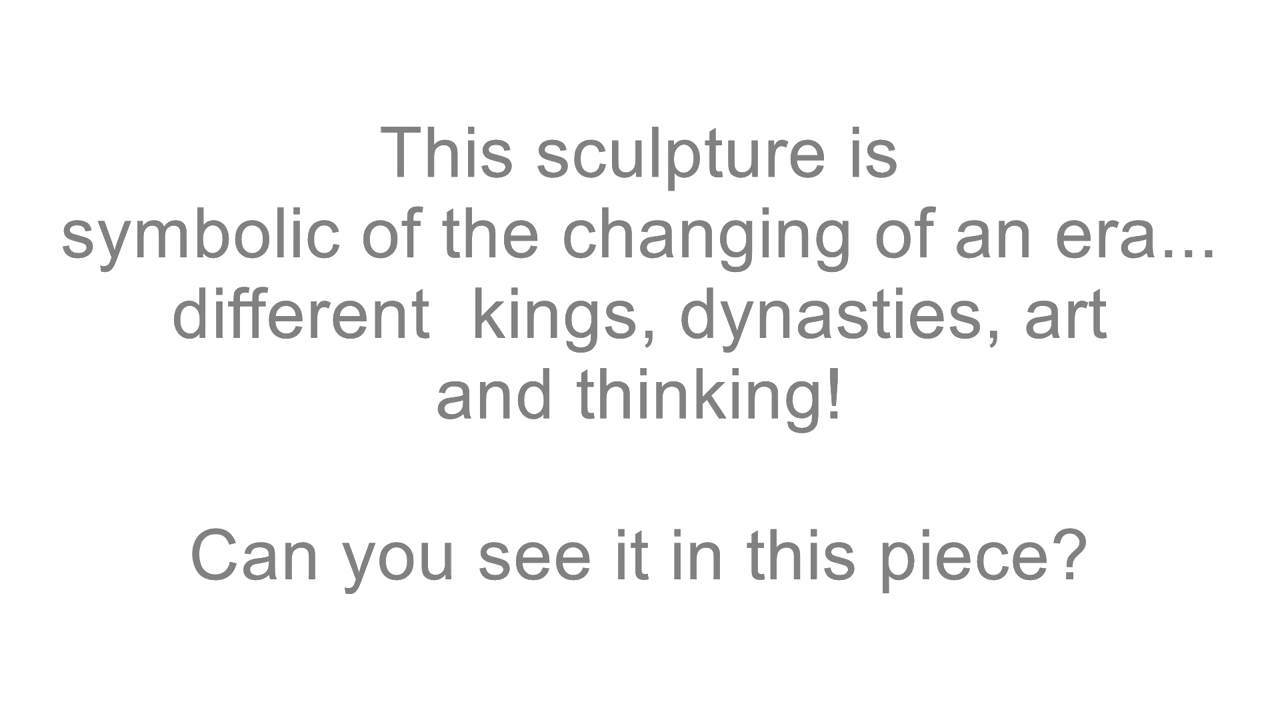 This sculpture is
symbolic of the changing of an era...
different  kings, dynasties, art
and thinking!
Can you see it in this piece?